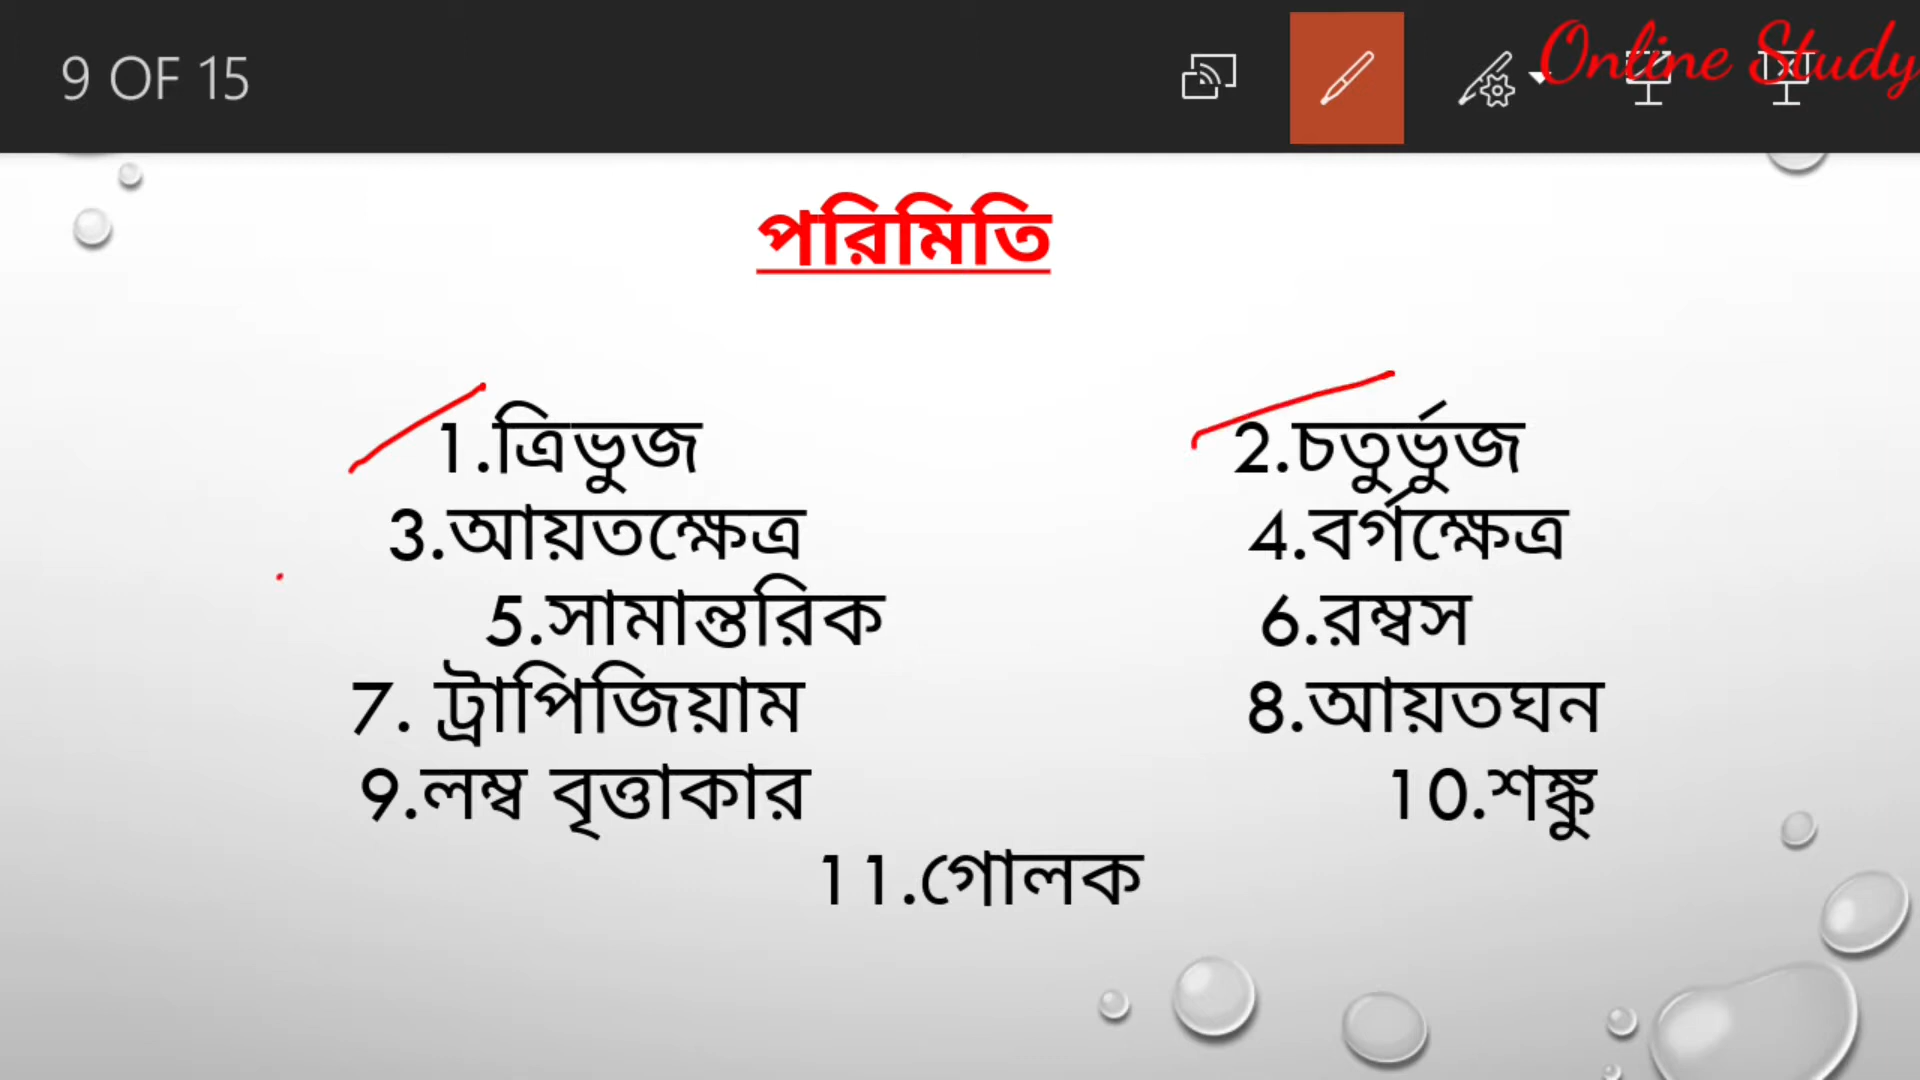 9 OF 15
Online Study
পরিমিতি
1.ত্রিভুজ 2.চতুর্ভুজ
3.আয়তক্ষেত্র 4.বর্গক্ষেত্র
5.সামান্তরিক 6.রম্বস
7. ট্রাপিজিয়াম 8.আয়তঘন
9.লম্ব বৃত্তাকার 10.শঙ্কু
11.গোলক